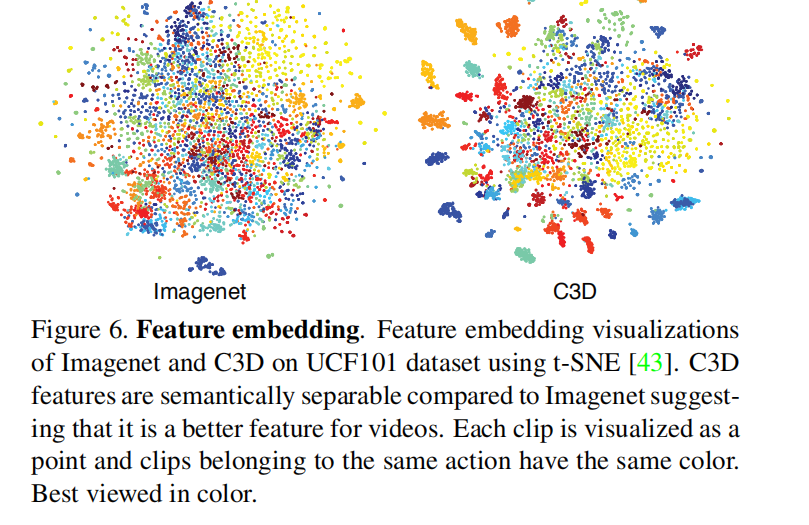 Imagenet
C3D
Figure 6. Feature embedding. Feature embedding visualizations
of Imagenet and C3D on UCF101 dataset using t-SNE [43]. C3D
features are semantically separable compared to Imagenet suggest-
ing that it is a better feature for videos. Each clip is visualized as a
point and clips belonging to the same action have the same color.
Best viewed in color.